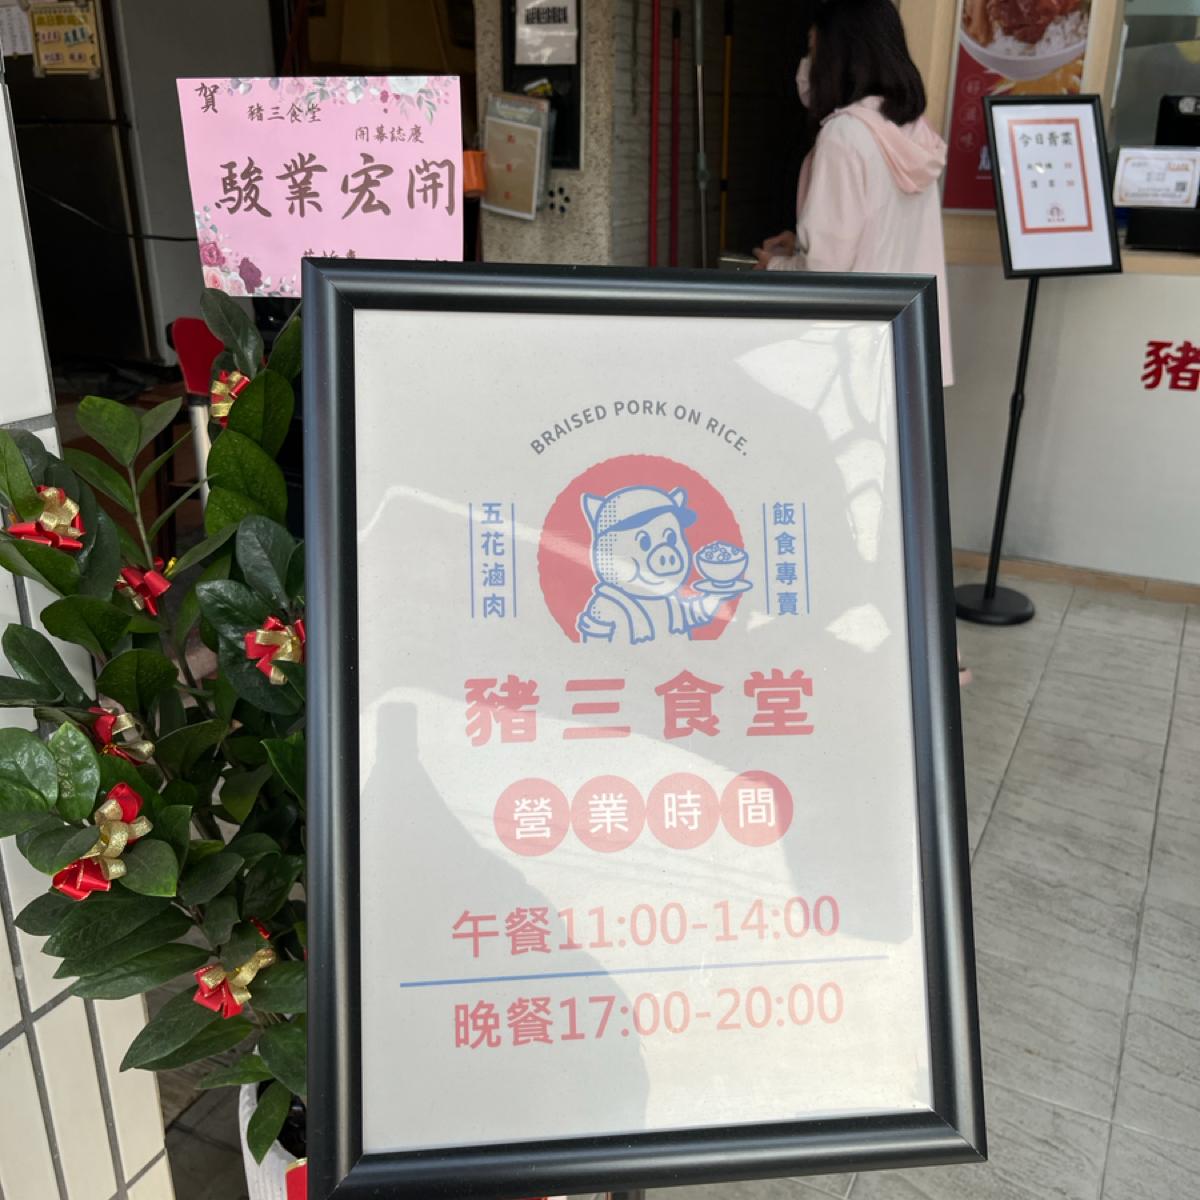 賀
豬三食堂
開幕誌慶
駿業宏開
今日青菜
BRAISED PORK ON RICE.
五花滷肉
飯食專賣
豬三食堂
營業時間
午餐11:00-14:00
晚餐17:00-20:00
豬